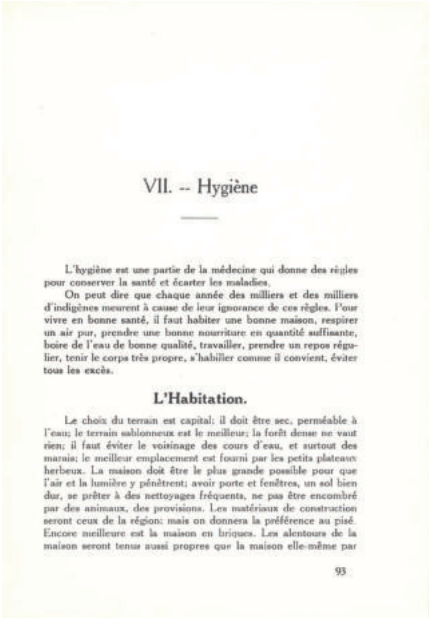 VII. -- Hygiène
L'hygiène est une partie de la médecine qui donne des règles
pour conserver la santé et écarter les maladies.
On peut dire que chaque année des milliers et des milliers
d'indigènes meurent à cause de leur ignorance de ces règles. Pour
vivre en bonne santé, il faut habiter une bonne maison, respirer
un air pur, prendre une bonne nourriture en quantité suffisante,
boire de l'eau de bonne qualité, travailler, prendre un repos régu-
lier, tenir le corps très propre, s'habiller comme il convient, éviter
tous les excès.
L'Habitation.
Le choix du terrain est capital; il doit être sec, perméable à
l'eau; le terrain sablonneux est le meilleur; la forêt dense ne vaut
rien; il faut éviter le voisinage des cours d'eau, et surtout des
marais; le meilleur emplacement est fourni par les petits plateaux
herbeux. La maison doit être le plus grande possible pour que
l'air et la lumière y pénètrent; avoir porte et fenêtres, un sol bien
dur, se prêter à des nettoyages fréquents, ne pas être encombré
par des animaux, des provisions. Les matériaux de construction
seront ceux de la région; mais on donnera la préférence au pisé.
Encore meilleure est la maison en briques. Les alentours de la
maison seront tenus aussi propres que la maison elle-même par
93